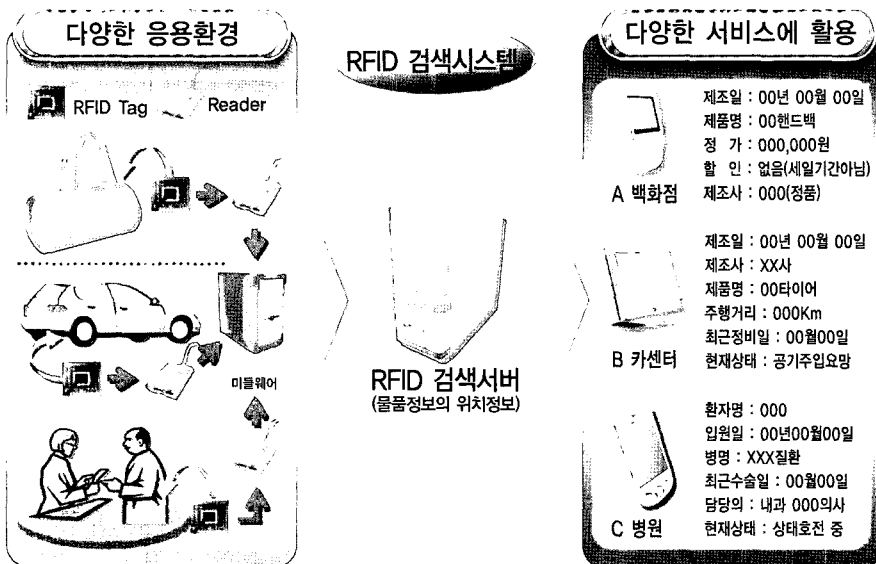 다양한 응용환경
RFID Tag
Reader
미들웨어
RFID 검색시스템
RFID 검색서버
(물품정보의 위치정보)
다양한 서비스에 활용
제조일 : 00년 00월 00일
제품명 : 00핸드백
정 가 : 000,000원
할 인 : 없음(세일기간아님)
제조사 : 000(정품)
A 백화점
제조일 : 00년 00월 00일
제조사 : XX사
제품명 : 00타이어
주행거리 : 000Km
최근정비일 : 00월00일
현재상태 : 공기주입요망
B 카센터
환자명 : 000
입원일 : 00년00월00일
병명 : XXX질환
최근수술일 : 00월00일
담당의 : 내과 000의사
현재상태 : 상태호전 중
C 병원